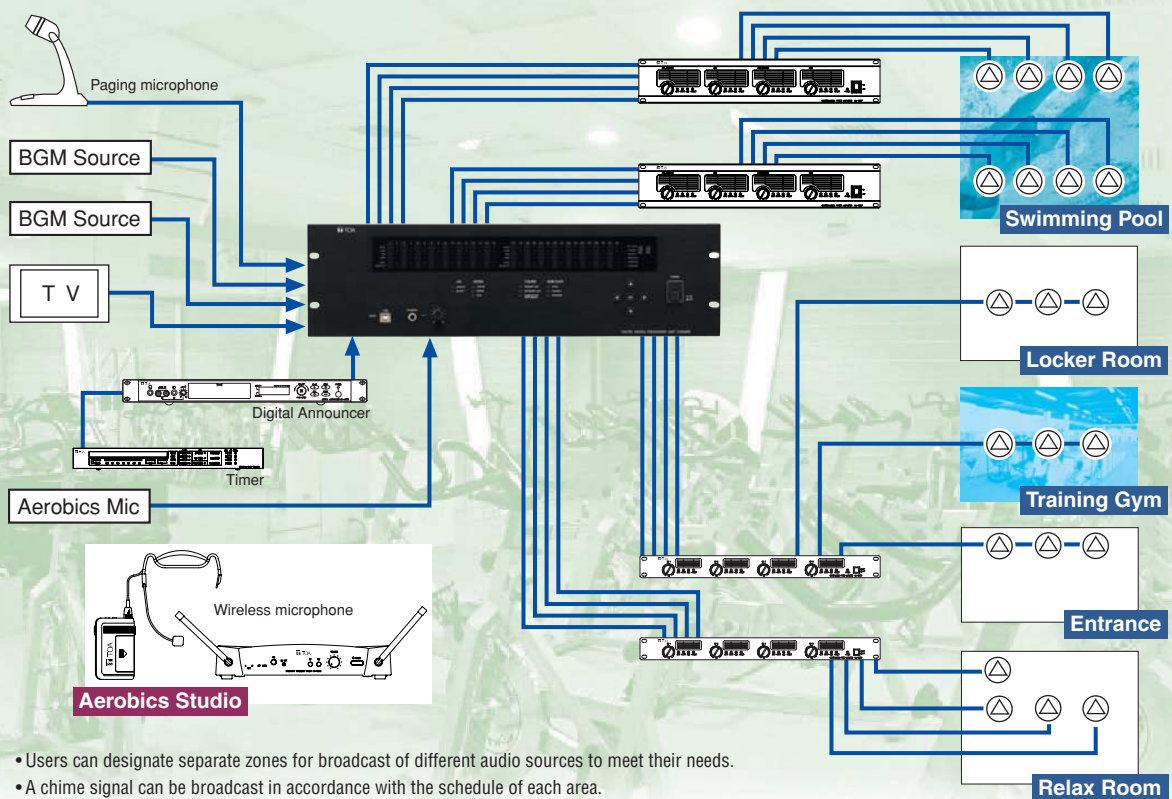 Paging microphone
BGM Source
BGM Source
T V
TOA
Digital Announcer
Timer
Aerobics Mic
Wireless microphone
TOA
Aerobics Studio
Swimming Pool
Locker Room
Training Gym
Entrance
Relax Room
• Users can designate separate zones for broadcast of different audio sources to meet their needs.
• A chime signal can be broadcast in accordance with the schedule of each area.